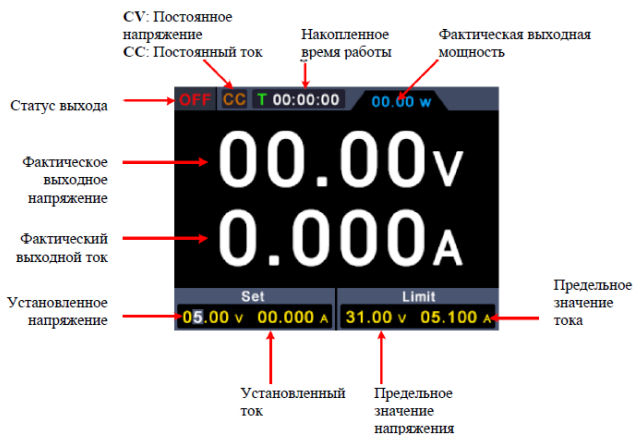 CV: Постоянное
напряжение
CC: Постоянный ток
Накопленное
время работы
Фактическая выходная
мощность
Статус выхода
OFF CC T 00:00:00 00.00 W
Фактическое
выходное
напряжение
00.00V
Фактический
выходной ток
0.000A
Установленное
напряжение
Set
05.00 V 00.000 A
Limit
31.00 V 05.100 A
Предельное
значение
тока
Установленный
ток
Предельное
значение
напряжения